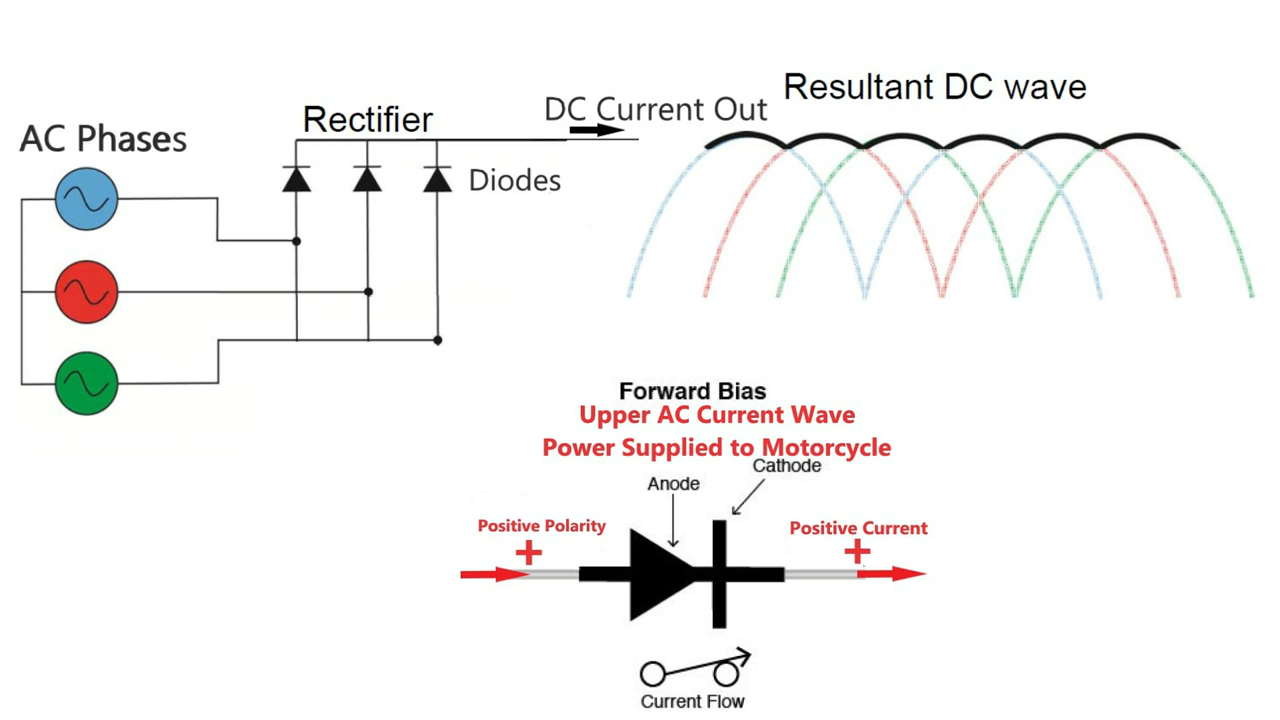 AC Phases
Rectifier
DC Current Out
Resultant DC wave
Diodes
Forward Bias
Upper AC Current Wave
Power Supplied to Motorcycle
Cathode
Anode
Positive Polarity
+
Positive Current
+
Current Flow